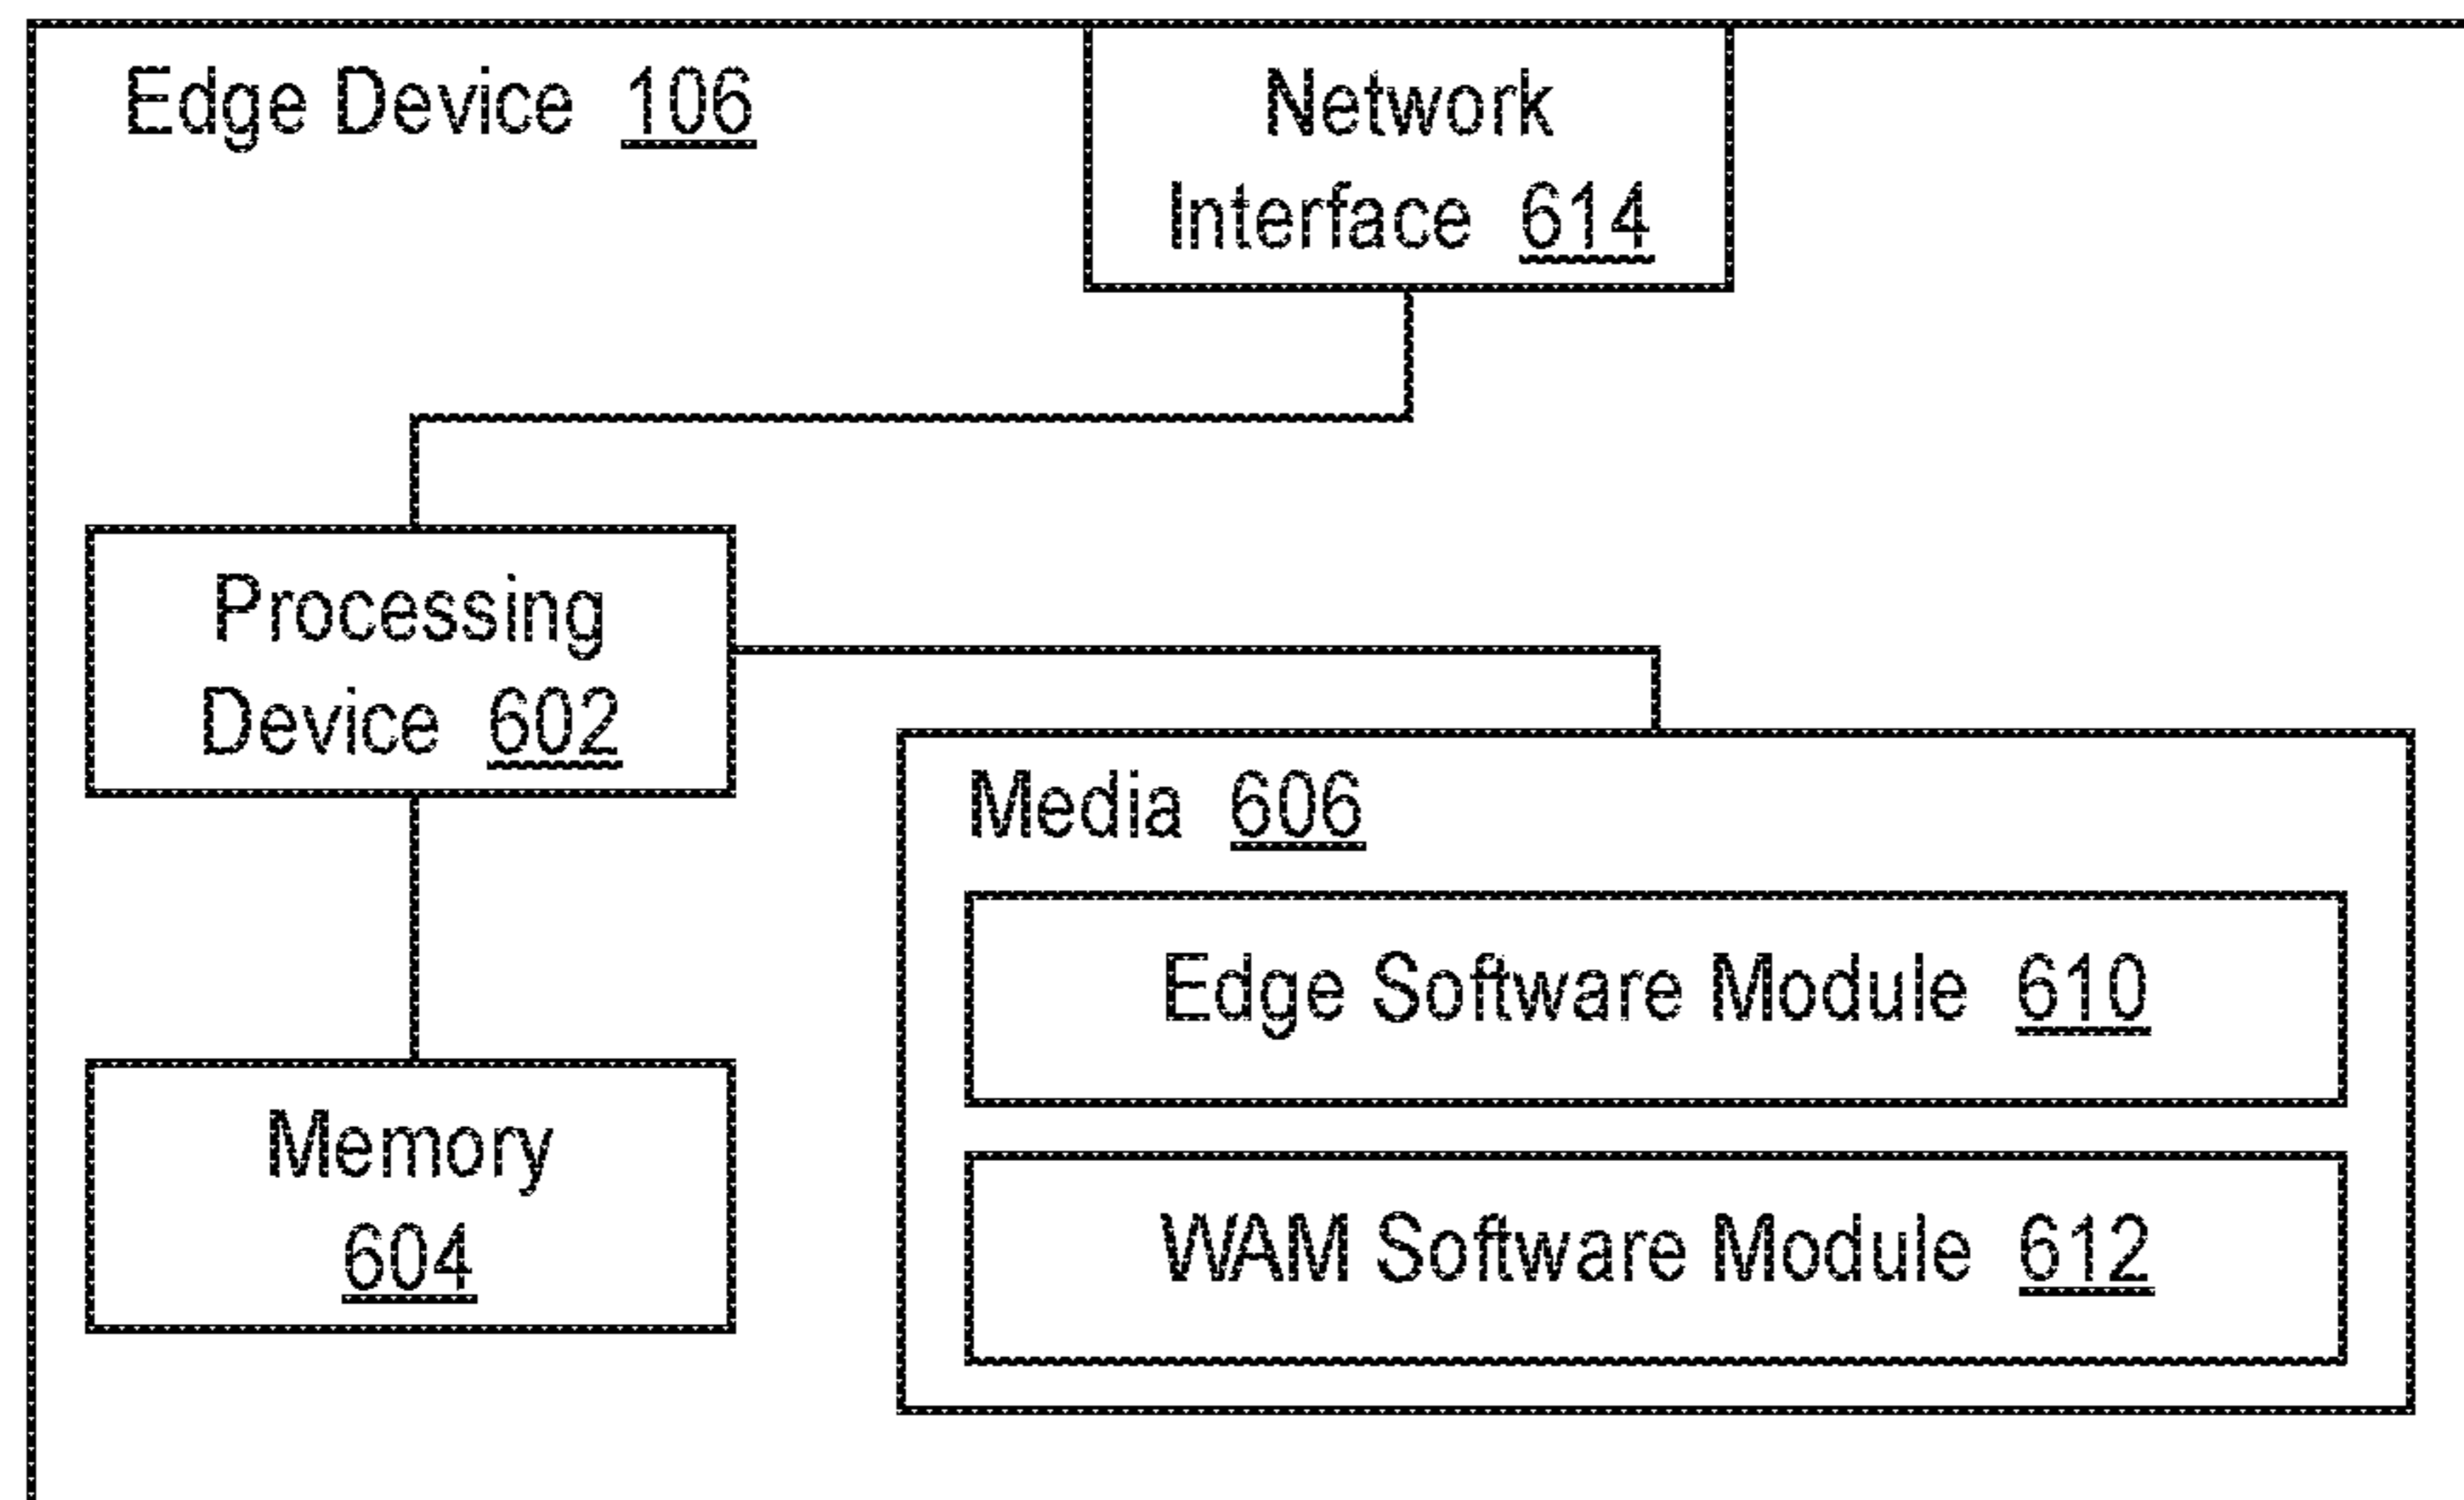 Edge Device 106
Network
Interface 614
Processing
Device 602
Media 606
Edge Software Module 610
Memory
604
WAM Software Module 612